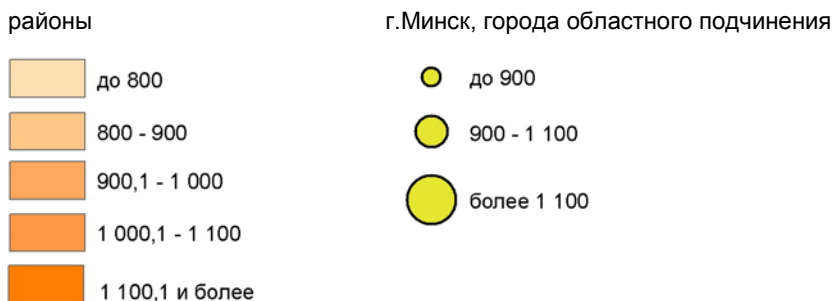 районы
до 800
800 - 900
900,1 - 1 000
1 000,1 - 1 100
1 100,1 и более
г.Минск, города областного подчинения
до 900
900 - 1 100
более 1 100